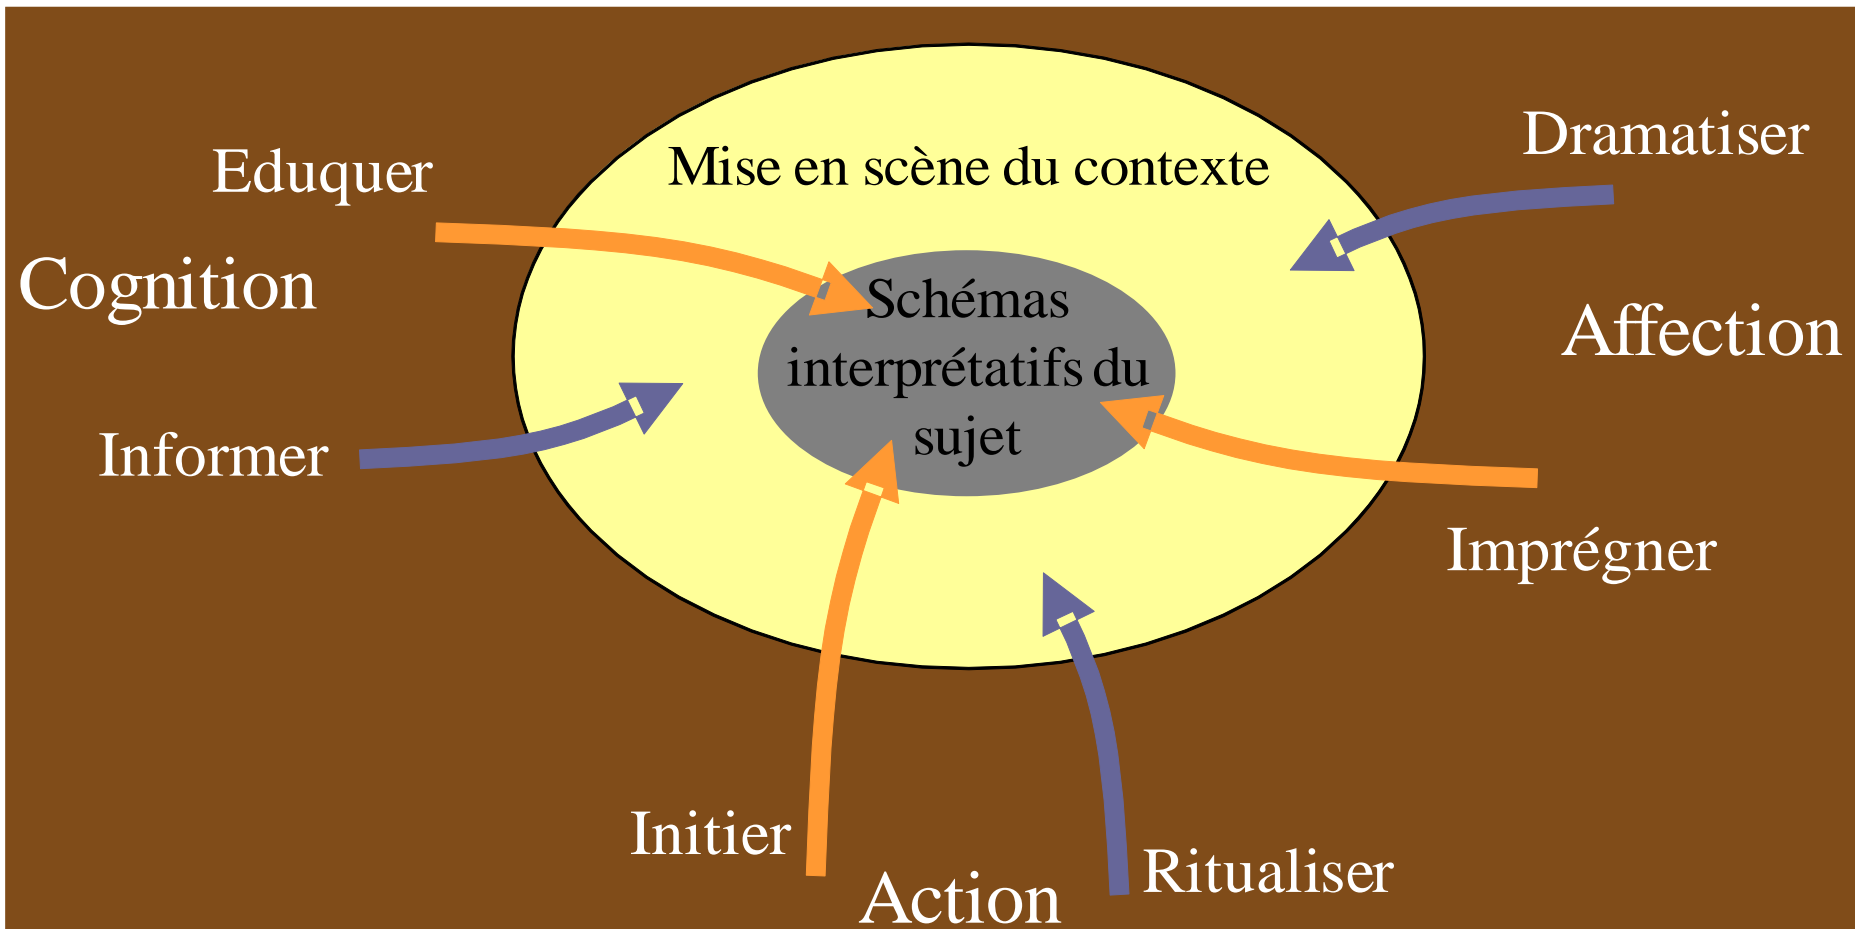 Dramatiser
Eduquer
Mise en scène du contexte
Cognition
Schémas
interprétatifs du
sujet
Affection
Informer
Imprégner
Initier
Ritualiser
Action